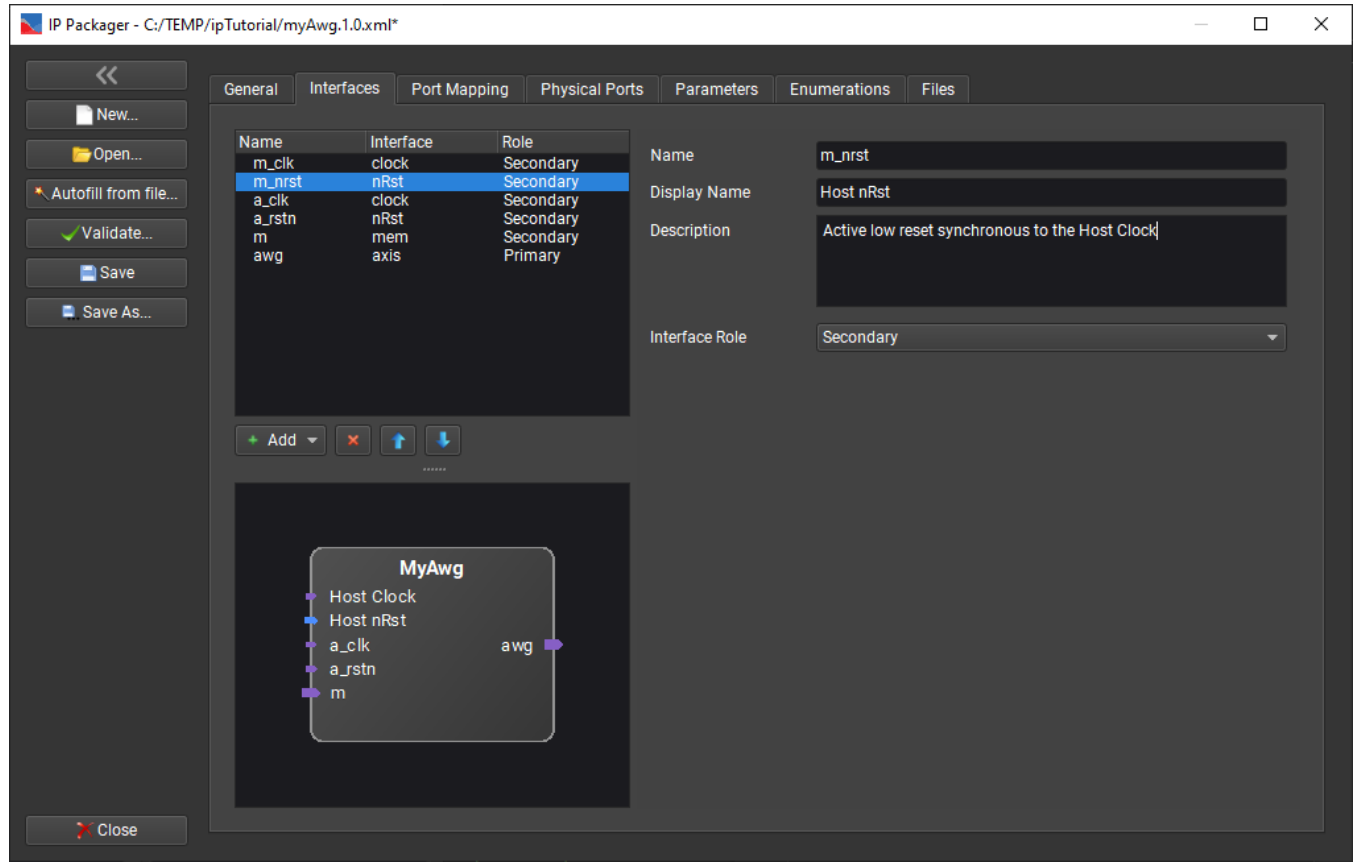 IP Packager - C:/TEMP/ipTutorial/myAwg.1.0.xml*
New...
Open...
Autofill from file...
Validate...
Save
Save As...
Close
General Interfaces Port Mapping Physical Ports Parameters Enumerations Files
Name Interface Role
m_clk clock Secondary
m_nrst nRst Secondary
a_clk clock Secondary
a_rstn nRst Secondary
m mem Secondary
awg axis Primary
Add
MyAwg
Host Clock
Host nRst
a_clk awg
a_rstn
m
Name m_nrst
Display Name Host nRst
Description Active low reset synchronous to the Host Clock
Interface Role Secondary